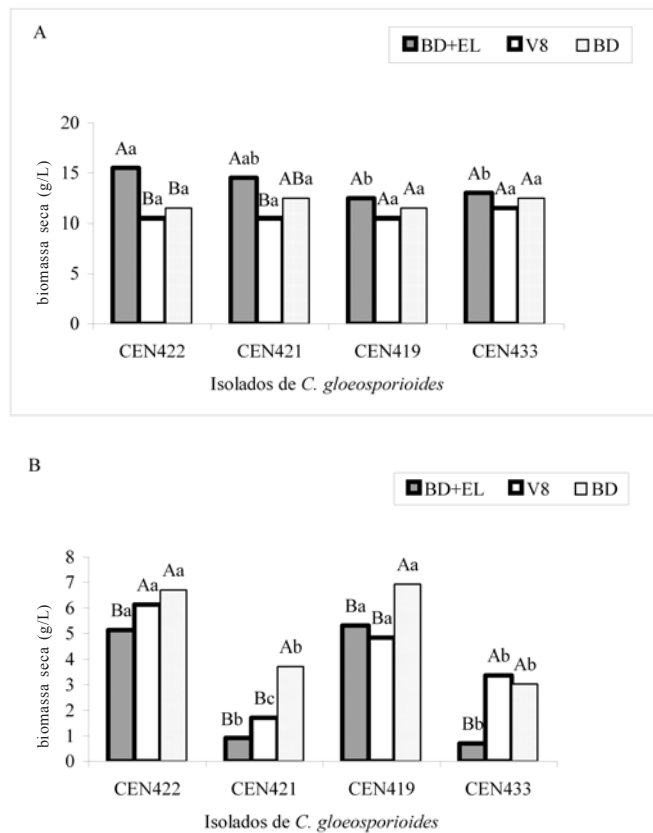 A
BD+EL V8 BD
biomassa seca (g/L)
20
15
10
5
0
Aa Ba Ba Aab Ba ABa Ab Aa Aa Ab Aa Aa
CEN422 CEN421 CEN419 CEN433
Isolados de C. gloeosporioides
B
BD+EL V8 BD
biomassa seca (g/L)
8
7
6
5
4
3
2
1
0
Ba Aa Aa Bb Bc Ab Ba Ba Aa Bb Ab Ab
CEN422 CEN421 CEN419 CEN433
Isolados de C. gloeosporioides